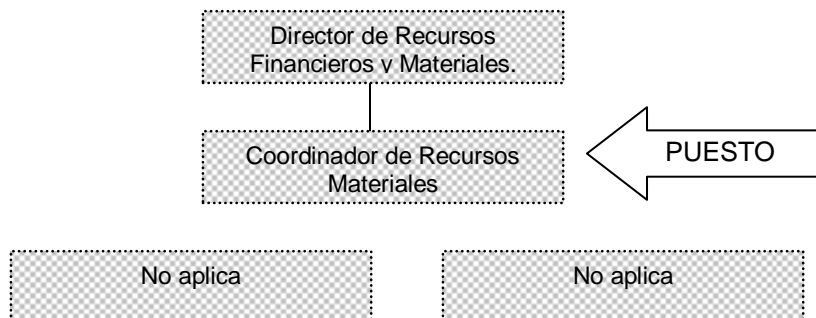 Director de Recursos
Financieros v Materiales.
Coordinador de Recursos
Materiales
PUESTO
No aplica
No aplica